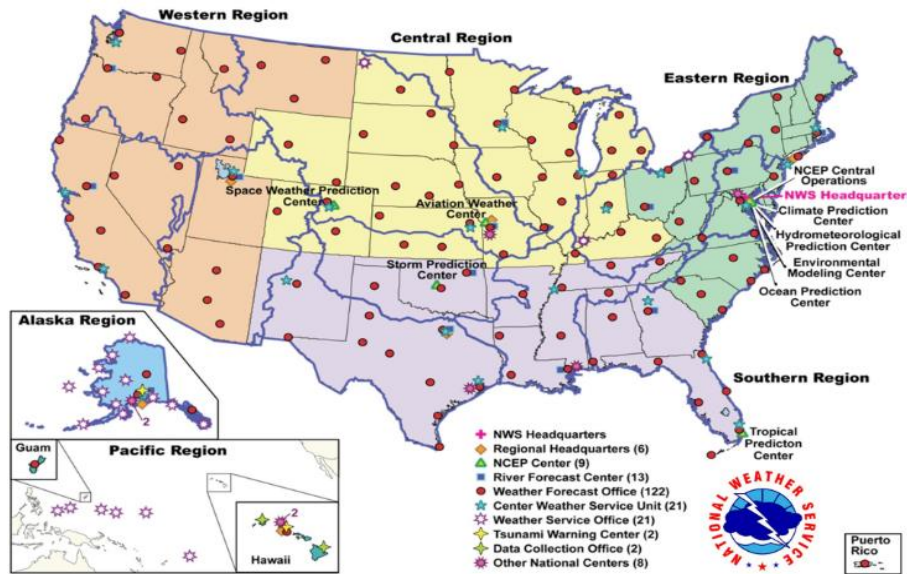 Western Region
Central Region
Eastern Region
Space Weather Prediction
Center
Aviation Weather
Center
Storm Prediction
Center
NCEP Central
Operations
NWS Headquarters
Climate Prediction
Center
Hydrometeorological
Prediction Center
Environmental
Modeling Center
Ocean Prediction
Center
Alaska Region
2
Southern Region
Tropical
Predicton
Center
Pacific Region
Guam
2
Hawaii
NWS Headquarters
Regional Headquarters (6)
NCEP Center (9)
River Forecast Center (13)
Weather Forecast Office (122)
Center Weather Service Unit (21)
Weather Service Office (21)
Tsunami Warning Center (2)
Data Collection Office (2)
Other National Centers (8)
NATIONAL WEATHER SERVICE
Puerto
Rico